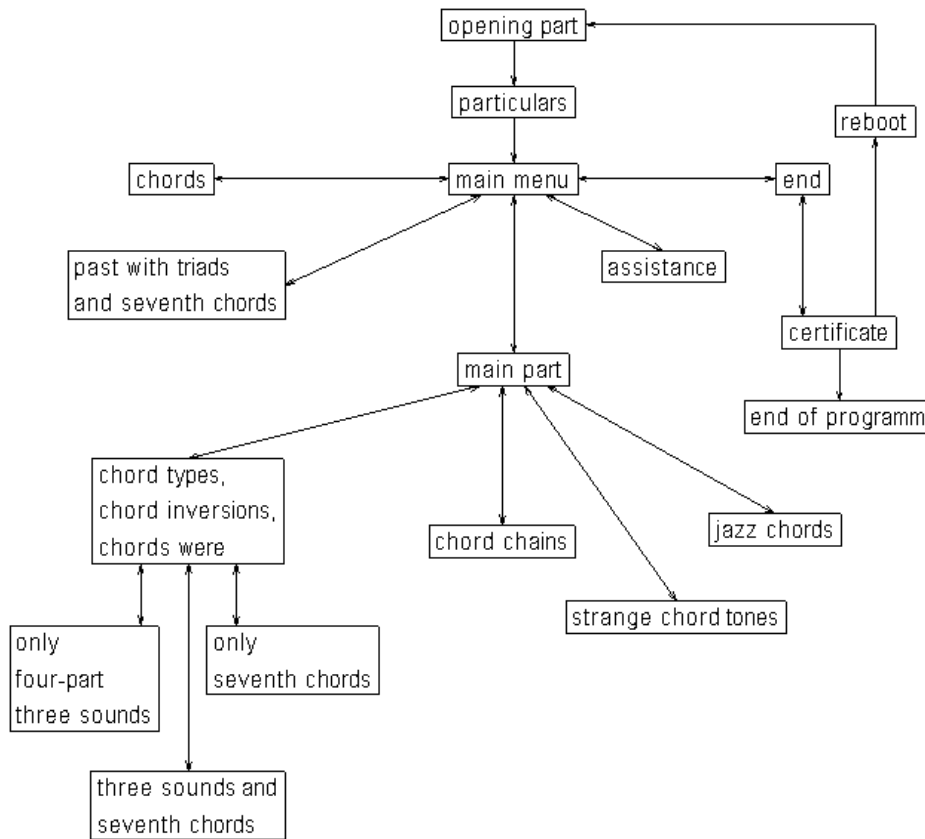 opening part
particulars
reboot
chords
main menu
end
past with triads
and seventh chords
assistance
certificate
main part
end of programm
chord types,
chord inversions,
chords were
chord chains
jazz chords
strange chord tones
only
four-part
three sounds
only
seventh chords
three sounds and
seventh chords